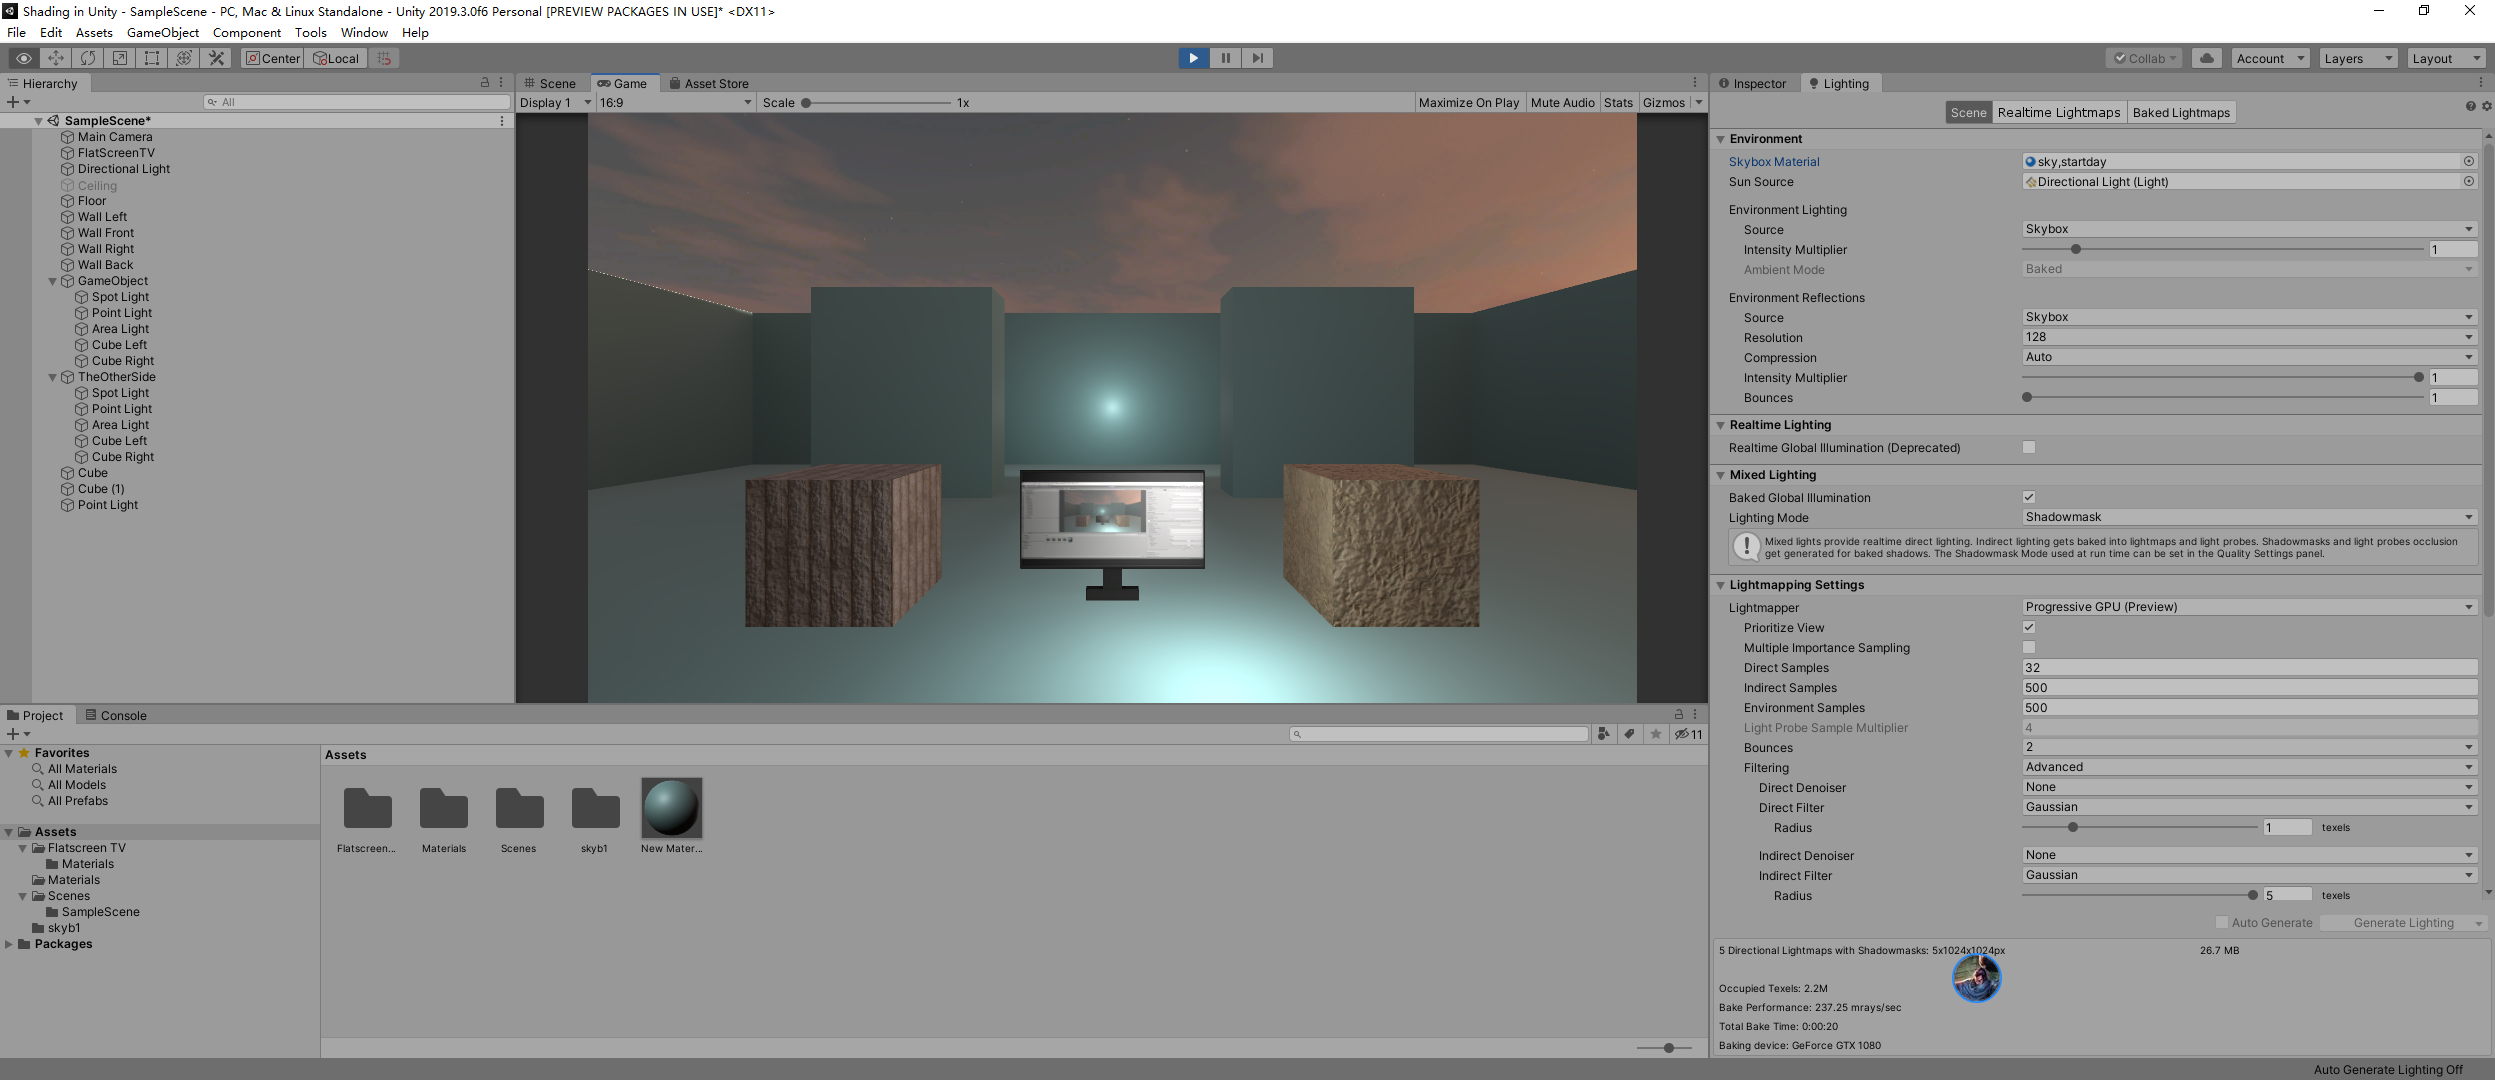 Shading in Unity - SampleScene - PC, Mac & Linux Standalone - Unity 2019.3.0f6 Personal [PREVIEW PACKAGES IN USE]* <DX11>
File Edit Assets GameObject Component Tools Window Help
Center Local Collab Account Layers Layout
Hierarchy
All
SampleScene*
Main Camera
FlatScreenTV
Directional Light
Ceiling
Floor
Wall Left
Wall Front
Wall Right
Wall Back
GameObject
Spot Light
Point Light
Area Light
Cube Left
Cube Right
TheOtherSide
Spot Light
Point Light
Area Light
Cube Left
Cube Right
Cube
Cube (1)
Point Light
Scene Game Asset Store
Display 1 16:9 Scale 1x Maximize On Play Mute Audio Stats Gizmos
Project Console
11
Favorites
All Materials
All Models
All Prefabs
Assets
Flatscreen TV
Materials
Materials
Scenes
SampleScene
skyb1
Packages
Assets
Flatscreen... Materials Scenes skyb1 New Mater...
Inspector Lighting
Scene Realtime Lightmaps Baked Lightmaps
Environment
Skybox Material sky,startday
Sun Source Directional Light (Light)
Environment Lighting
Source Skybox
Intensity Multiplier 1
Ambient Mode Baked
Environment Reflections
Source Skybox
Resolution 128
Compression Auto
Intensity Multiplier 1
Bounces 1
Realtime Lighting
Realtime Global Illumination (Deprecated)
Mixed Lighting
Baked Global Illumination
Lighting Mode Shadowmask
Mixed lights provide realtime direct lighting. Indirect lighting gets baked into lightmaps and light probes. Shadowmasks and light probes occlusion
get generated for baked shadows. The Shadowmask Mode used at run time can be set in the Quality Settings panel.
Lightmapping Settings
Lightmapper Progressive GPU (Preview)
Prioritize View
Multiple Importance Sampling
Direct Samples 32
Indirect Samples 500
Environment Samples 500
Light Probe Sample Multiplier 4
Bounces 2
Filtering Advanced
Direct Denoiser None
Direct Filter Gaussian
Radius 1 texels
Indirect Denoiser None
Indirect Filter Gaussian
Radius 5 texels
Auto Generate Generate Lighting
5 Directional Lightmaps with Shadowmasks: 5x1024x1024px 26.7 MB
Occupied Texels: 2.2M
Bake Performance: 237.25 mrays/sec
Total Bake Time: 0:00:20
Baking device: GeForce GTX 1080
Auto Generate Lighting Off